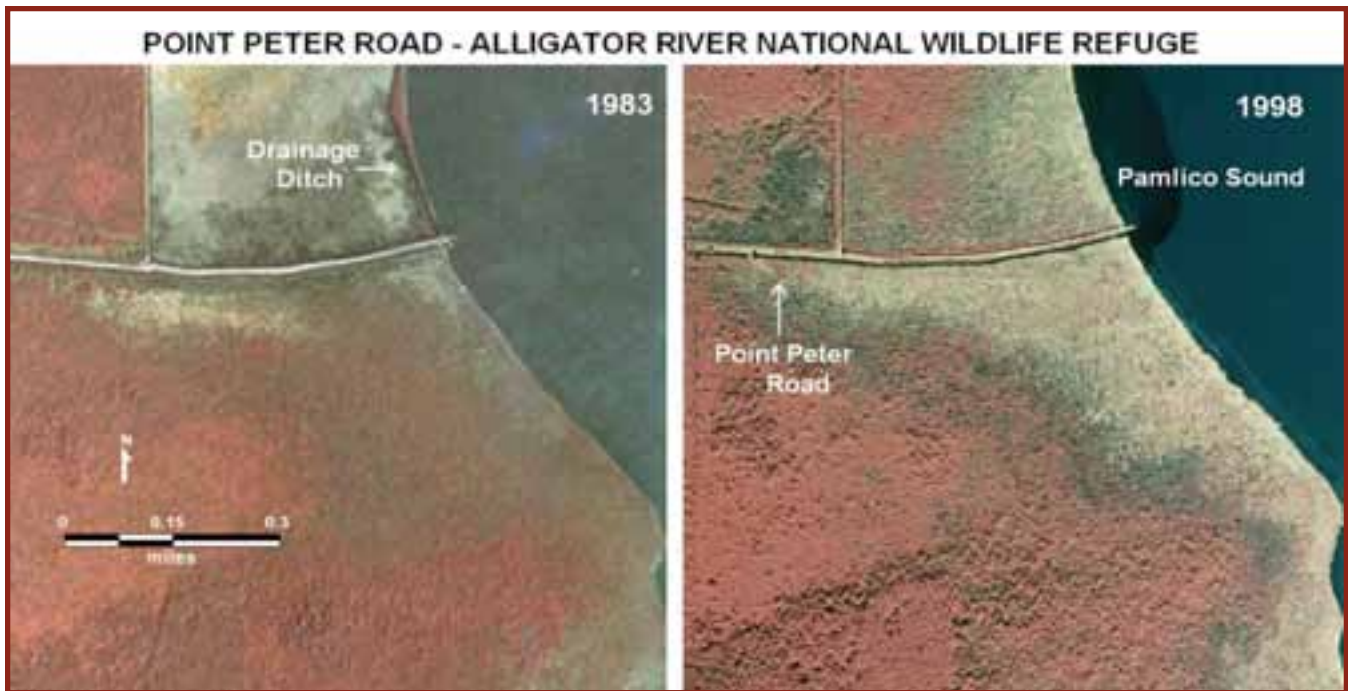 POINT PETER ROAD - ALLIGATOR RIVER NATIONAL WILDLIFE REFUGE
1983
Drainage
Ditch
N
0 0.15 0.3
miles
1998
Pamlico Sound
Point Peter
Road